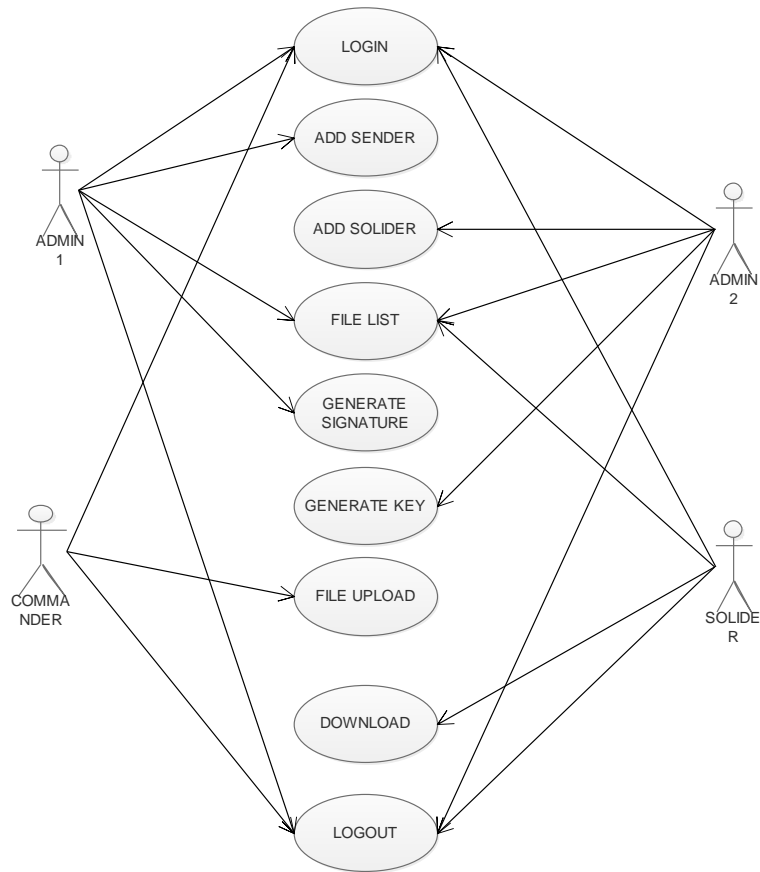 LOGIN
ADD SENDER
ADMIN
1
ADD SOLIDER
ADMIN
2
FILE LIST
GENERATE
SIGNATURE
GENERATE KEY
COMMA
NDER
FILE UPLOAD
SOLIDE
R
DOWNLOAD
LOGOUT